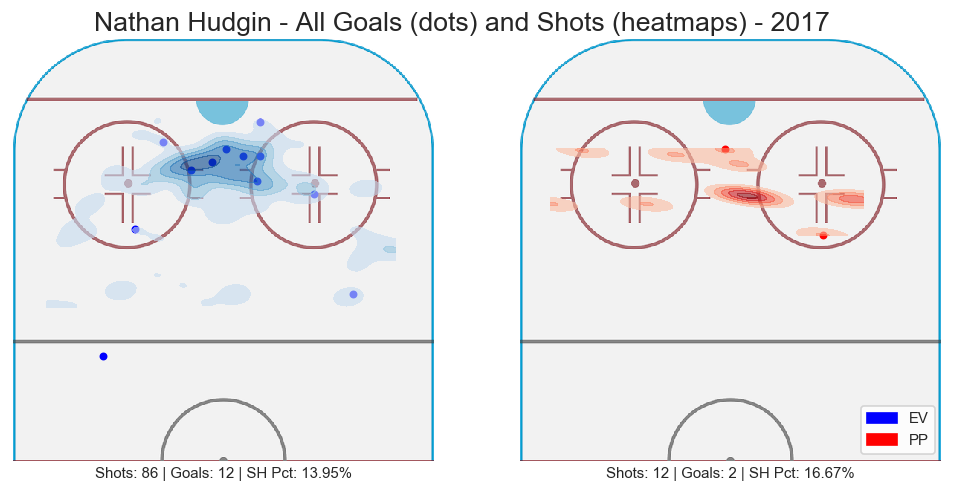 Nathan Hudgin - All Goals (dots) and Shots (heatmaps) - 2017
EV
PP
Shots: 86 | Goals: 12 | SH Pct: 13.95%
Shots: 12 | Goals: 2 | SH Pct: 16.67%